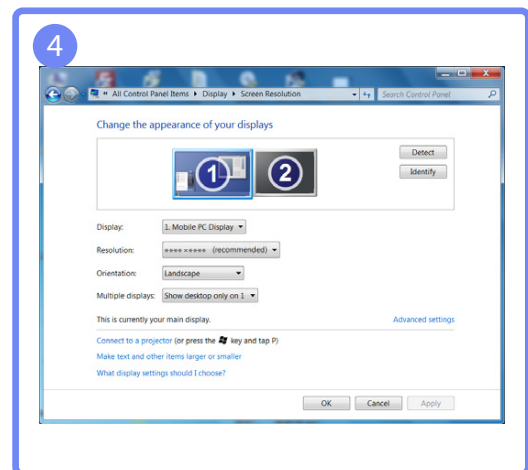 4
« All Control Panel Items ▸ Display ▸ Screen Resolution
Search Control Panel
Change the appearance of your displays
1 2
Detect
Identify
Display: 1. Mobile PC Display
Resolution: ****×**** (recommended)
Orientation: Landscape
Multiple displays: Show desktop only on 1
This is currently your main display. Advanced settings
Connect to a projector (or press the key and tap P)
Make text and other items larger or smaller
What display settings should I choose?
OK Cancel Apply